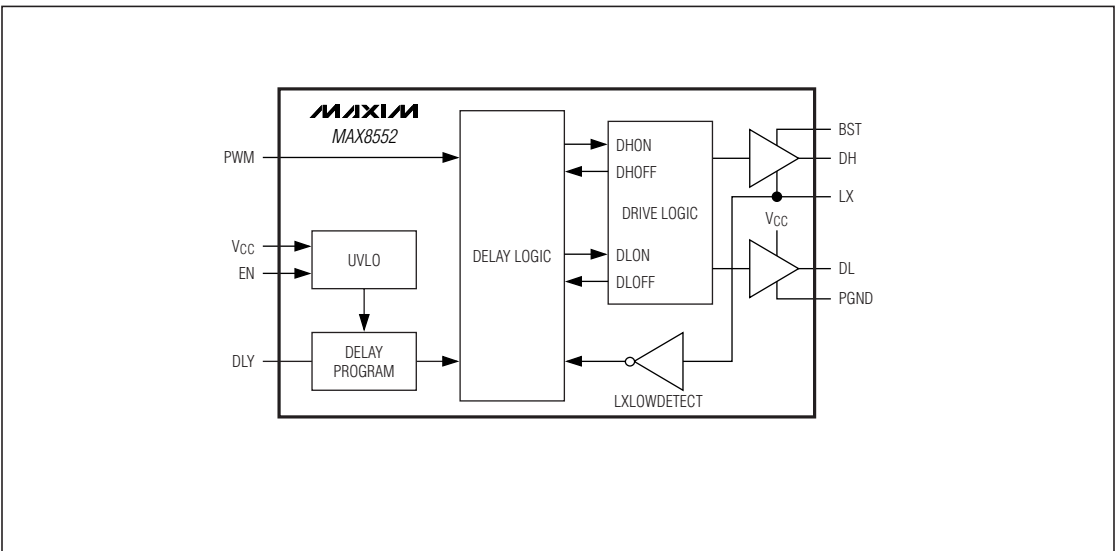 MAXIM
MAX8552
PWM
VCC
EN
DLY
UVLO
DELAY
PROGRAM
DELAY LOGIC
DHON
DHOFF
DRIVE LOGIC
DLON
DLOFF
LXLOWDETECT
BST
DH
LX
VCC
DL
PGND